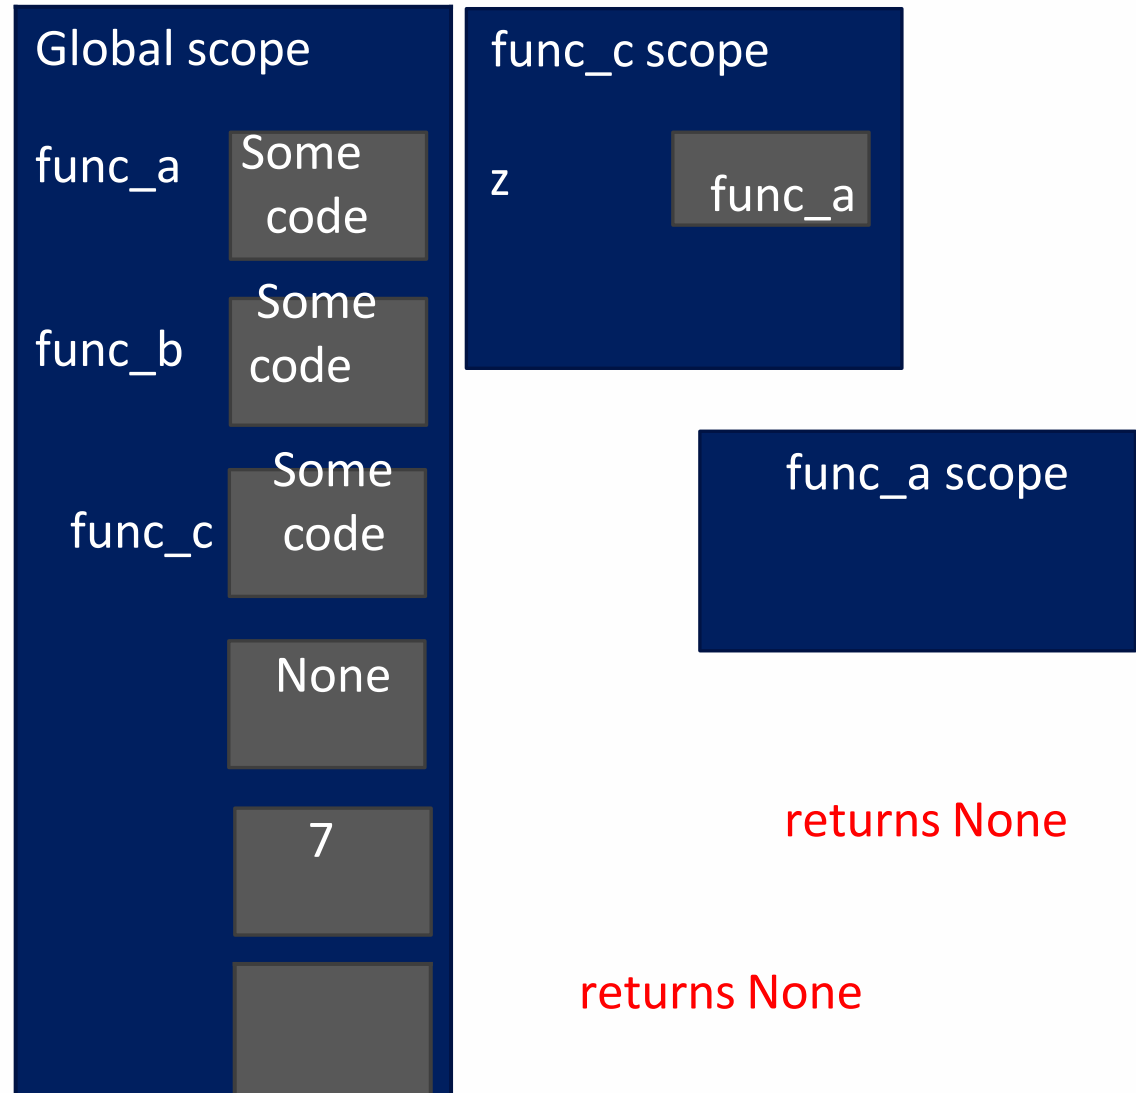 Global scope
func_a
Some
code
func_b
Some
code
func_c
Some
code
None
7
func_c scope
z
func_a
func_a scope
returns None
returns None